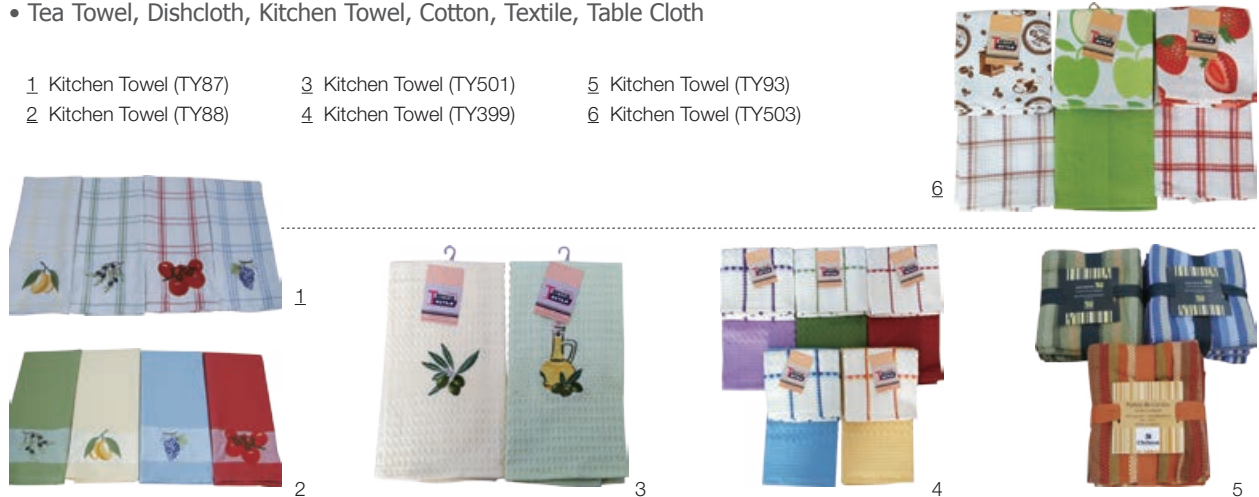 • Tea Towel, Dishcloth, Kitchen Towel, Cotton, Textile, Table Cloth
1 Kitchen Towel (TY87)
2 Kitchen Towel (TY88)
3 Kitchen Towel (TY501)
4 Kitchen Towel (TY399)
5 Kitchen Towel (TY93)
6 Kitchen Towel (TY503)
6
1
2
3
4
5